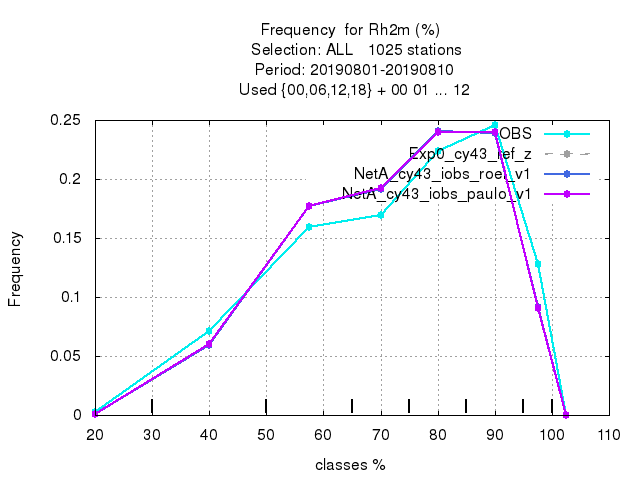 Frequency for Rh2m (%)
Selection: ALL 1025 stations
Period: 20190801-20190810
Used {00,06,12,18} + 00 01 ... 12
0.25
0.2
0.15
0.1
0.05
0
Frequency
OBS
Exp0_cy43_ref_z
NetA_cy43_iobs_roel_v1
NetA_cy43_iobs_paulo_v1
20 30 40 50 60 70 80 90 100 110
classes %